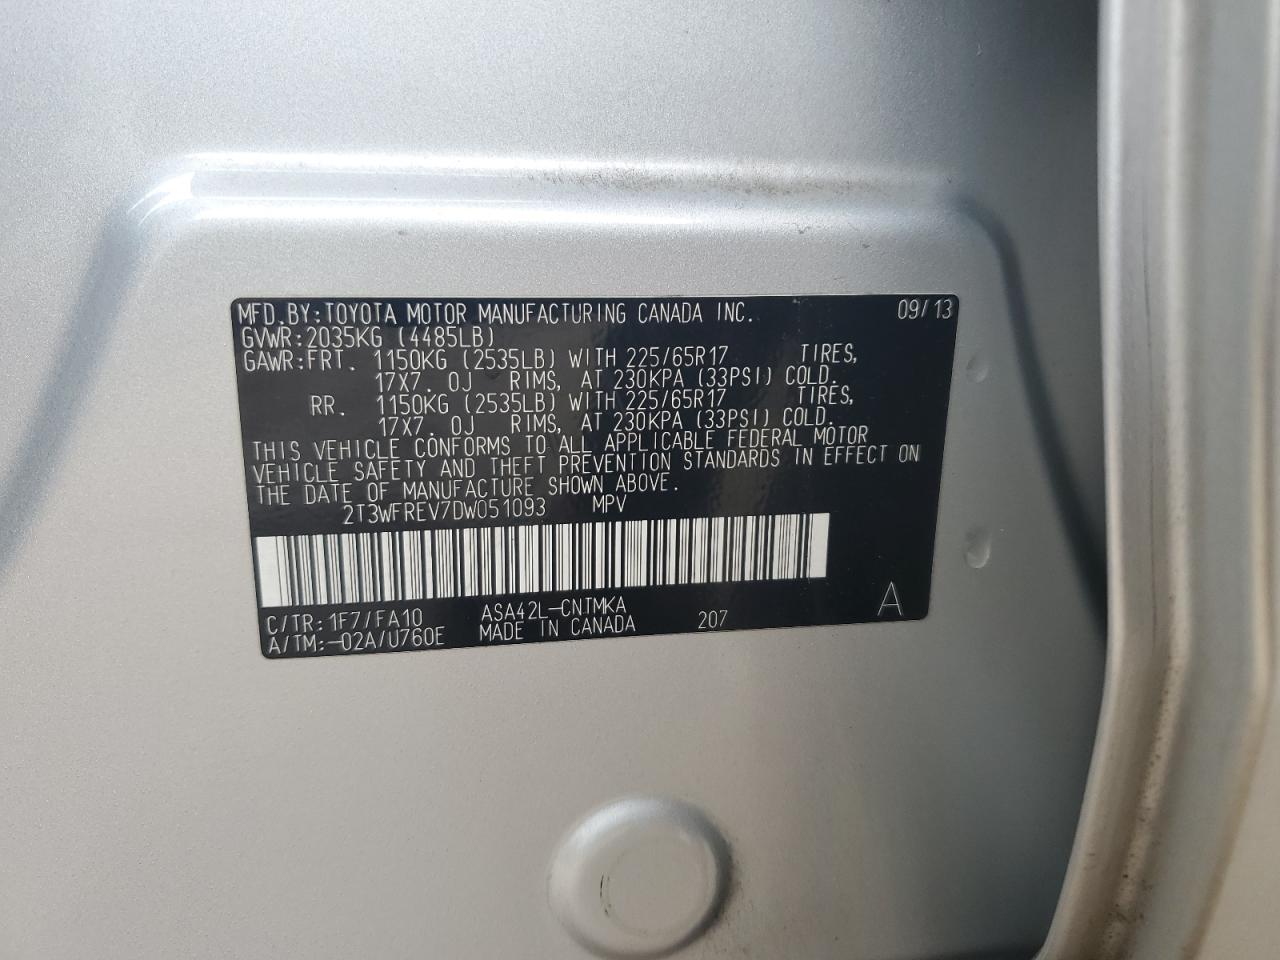 MFD. BY: TOYOTA MOTOR MANUFACTURING CANADA INC. 09/13
GVWR: 2035KG (4485LB)
GAWR: FRT. 1150KG (2535LB) WITH 225/65R17 TIRES,
17X7. 0J RIMS, AT 230KPA (33PSI) COLD.
RR. 1150KG (2535LB) WITH 225/65R17 TIRES,
17X7. 0J RIMS, AT 230KPA (33PSI) COLD.
THIS VEHICLE CONFORMS TO ALL APPLICABLE FEDERAL MOTOR
VEHICLE SAFETY AND THEFT PREVENTION STANDARDS IN EFFECT ON
THE DATE OF MANUFACTURE SHOWN ABOVE.
2T3WFREV7DW051093 MPV
C/TR: 1F7/FA10 ASA42L-CNTMKA 207 A
A/TM:-02A/U760E MADE IN CANADA